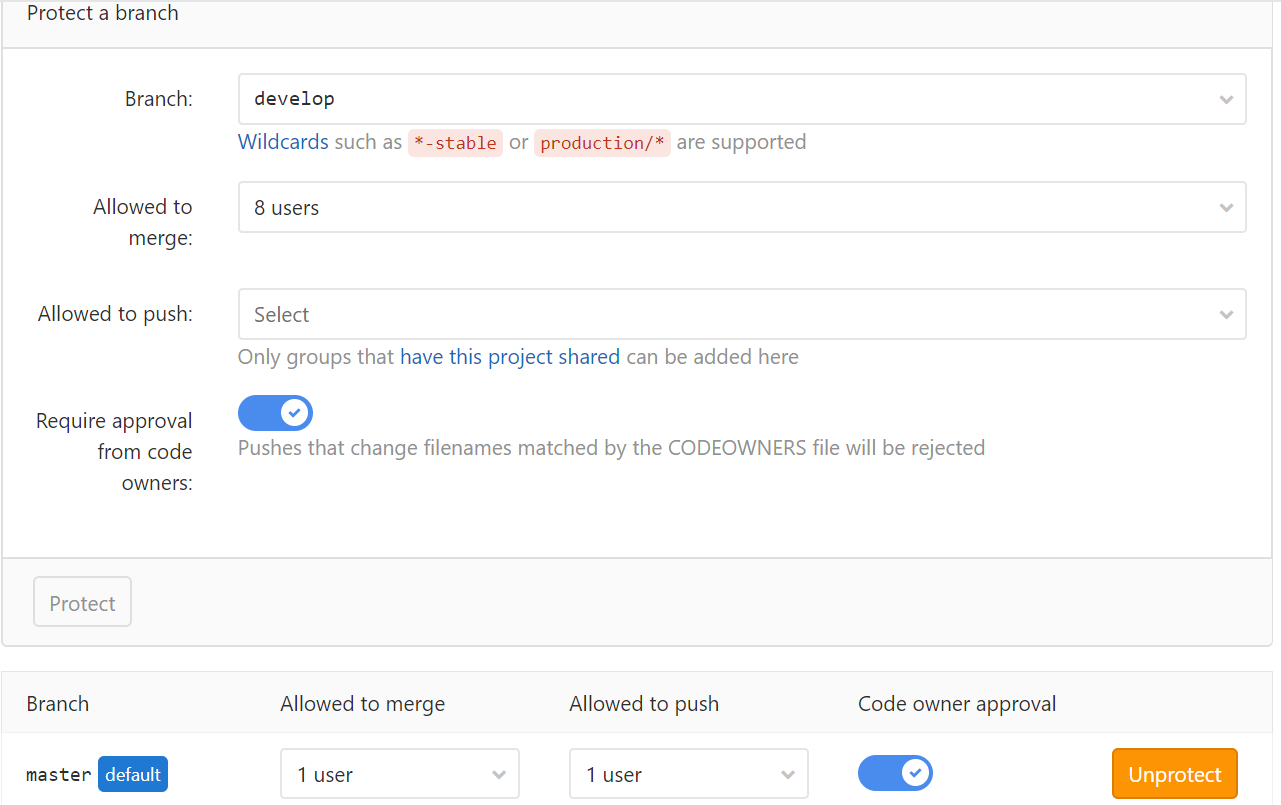 Protect a branch
Branch:
develop
Wildcards such as *-stable or production/* are supported
Allowed to
merge:
8 users
Allowed to push:
Select
Only groups that have this project shared can be added here
Require approval
from code
owners:
Pushes that change filenames matched by the CODEOWNERS file will be rejected
Protect
Branch Allowed to merge Allowed to push Code owner approval
master default 1 user 1 user Unprotect